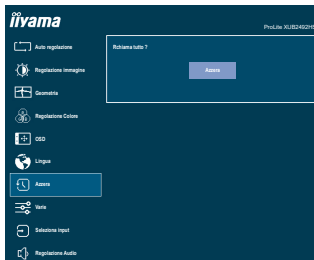 iiyama
ProLite XUB2492HS
Auto regolazione
Richiama tutto ?
Azzera
Regolazione immagine
Geometria
Regolazione Colore
OSD
Lingua
Azzera
Varie
Seleziona input
Regolazione Audio